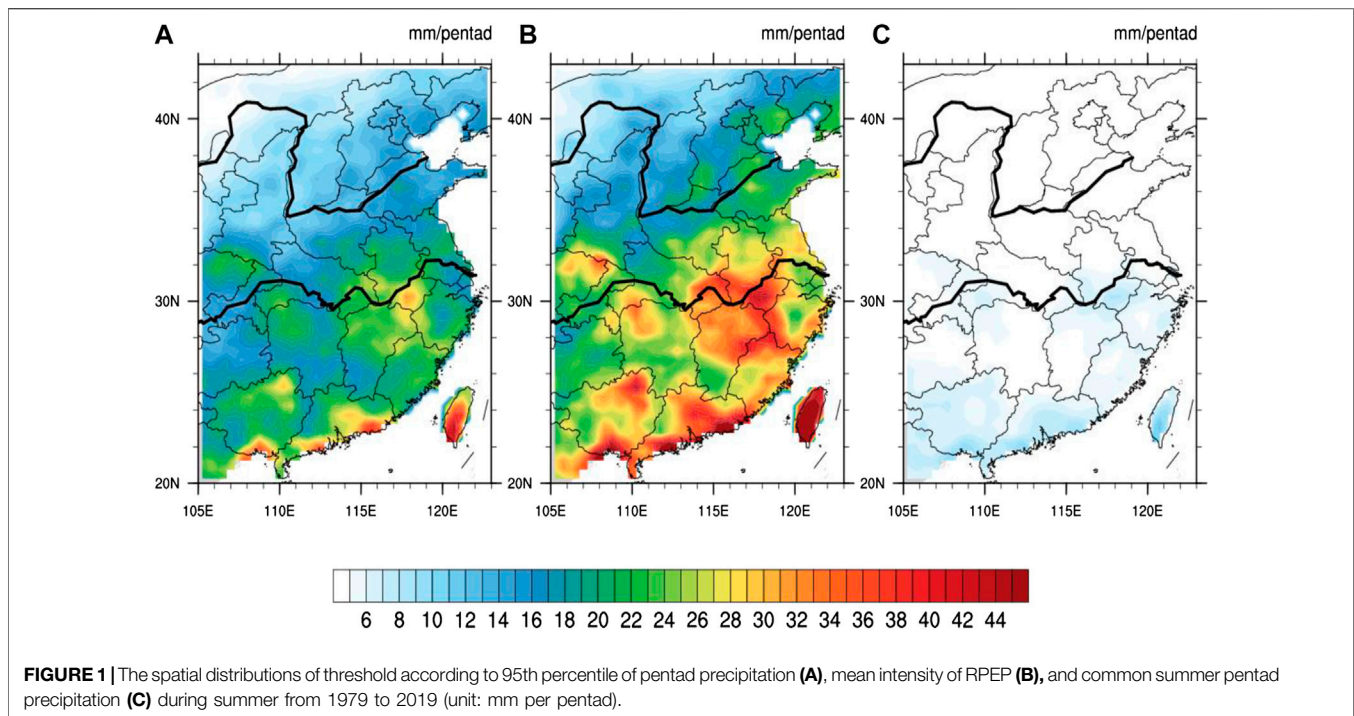 A mm/pentad B mm/pentad C mm/pentad
40N 40N 40N
30N 30N 30N
20N 20N 20N
105E 110E 115E 120E 105E 110E 115E 120E 105E 110E 115E 120E
6 8 10 12 14 16 18 20 22 24 26 28 30 32 34 36 38 40 42 44
FIGURE 1 | The spatial distributions of threshold according to 95th percentile of pentad precipitation (A), mean intensity of RPEP (B), and common summer pentad
precipitation (C) during summer from 1979 to 2019 (unit: mm per pentad).